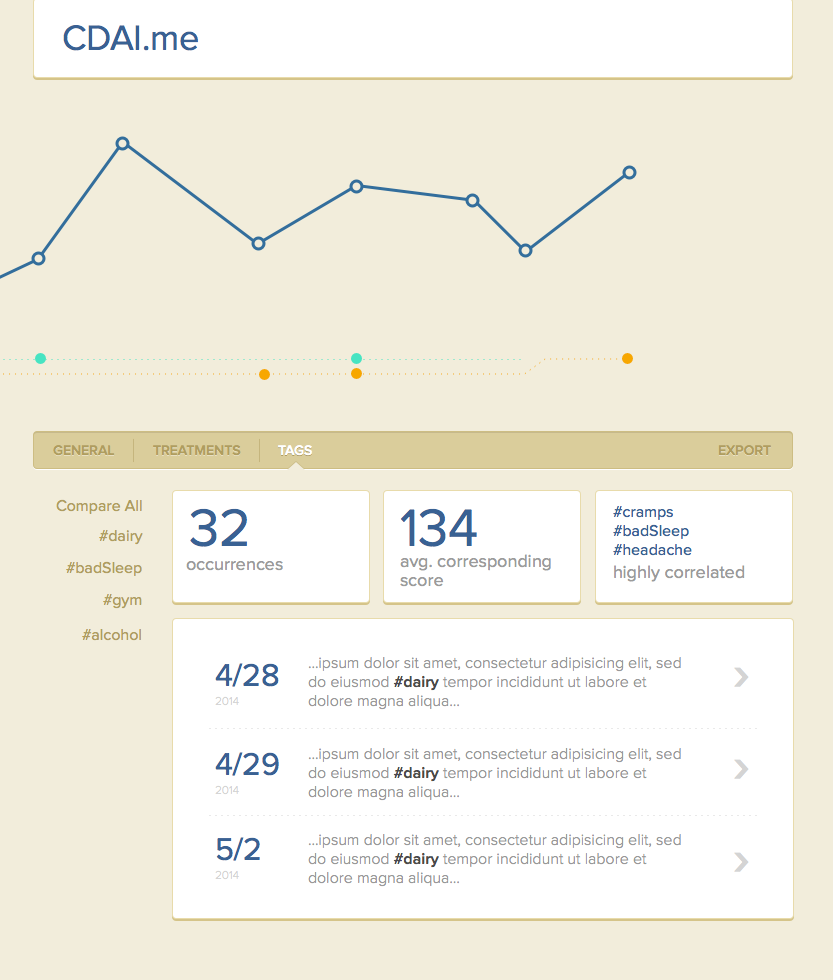 CDAI.me
GENERAL TREATMENTS TAGS EXPORT
Compare All
#dairy
#badSleep
#gym
#alcohol
32
occurrences
134
avg. corresponding
score
#cramps
#badSleep
#headache
highly correlated
4/28
2014
...ipsum dolor sit amet, consectetur adipisicing elit, sed
do eiusmod #dairy tempor incididunt ut labore et
dolore magna aliqua...
4/29
2014
...ipsum dolor sit amet, consectetur adipisicing elit, sed
do eiusmod #dairy tempor incididunt ut labore et
dolore magna aliqua...
5/2
2014
...ipsum dolor sit amet, consectetur adipisicing elit, sed
do eiusmod #dairy tempor incididunt ut labore et
dolore magna aliqua...